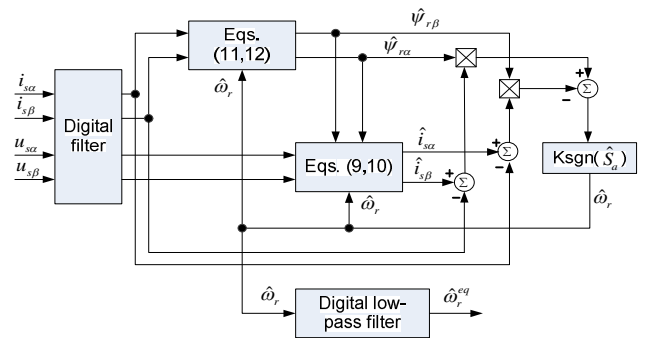 Eqs.
(11,12)
ψ̂rβ
ψ̂rα
ω̂r
isα
isβ
usα
usβ
Digital
filter
Eqs. (9,10)
îsα
îsβ
ω̂r
+
−
Σ
+
−
Σ
+
−
Σ
Ksgn(Ŝa)
ω̂r
ω̂r
Digital low-
pass filter
ω̂r^eq